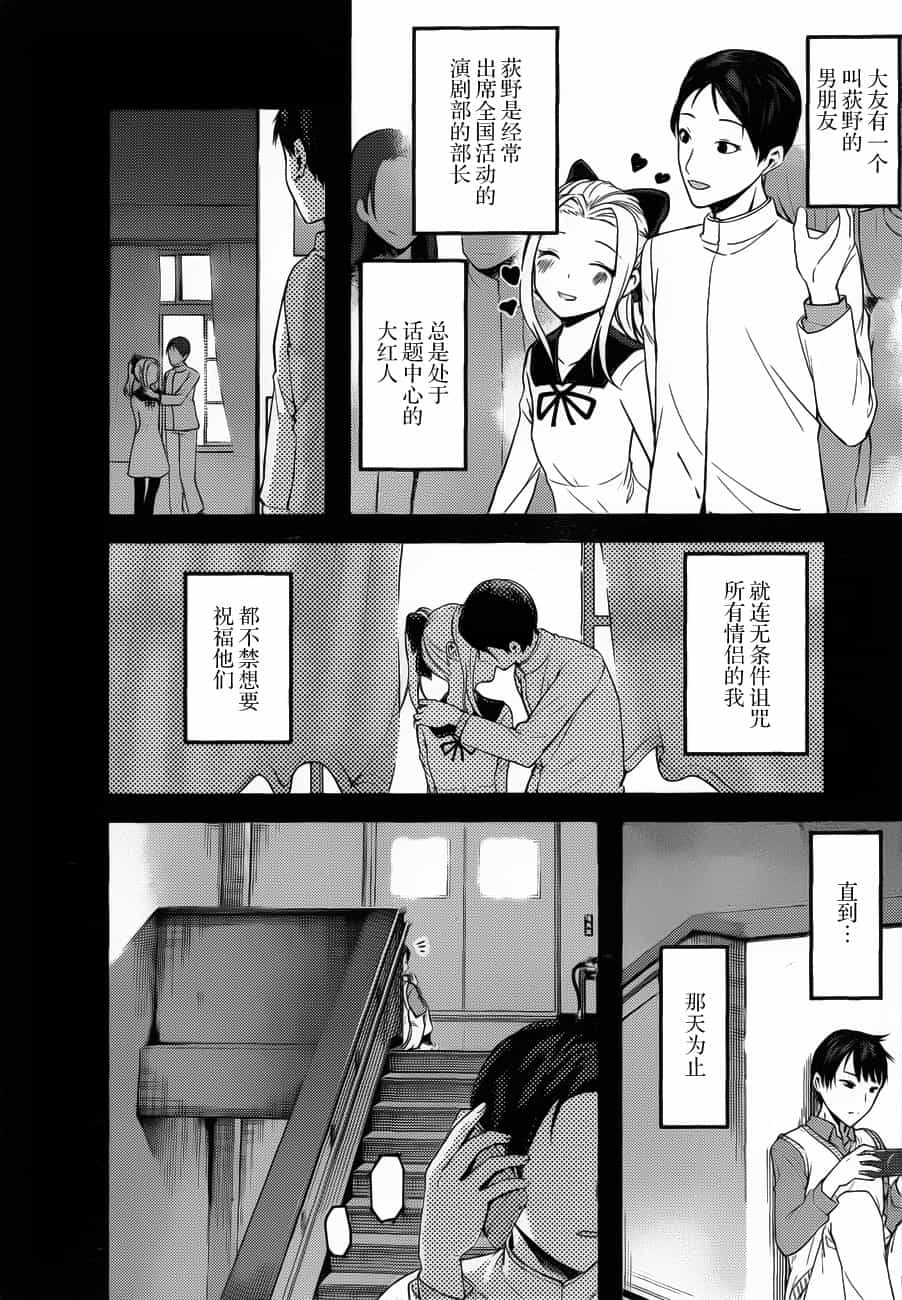 大友有一个
叫荻野的
男朋友
荻野是经常
出席全国活动的
演剧部的部长
总是处于
话题中心的
大红人
就连无条件诅咒
所有情侣的我
都不禁想要
祝福他们
直到…
那天为止